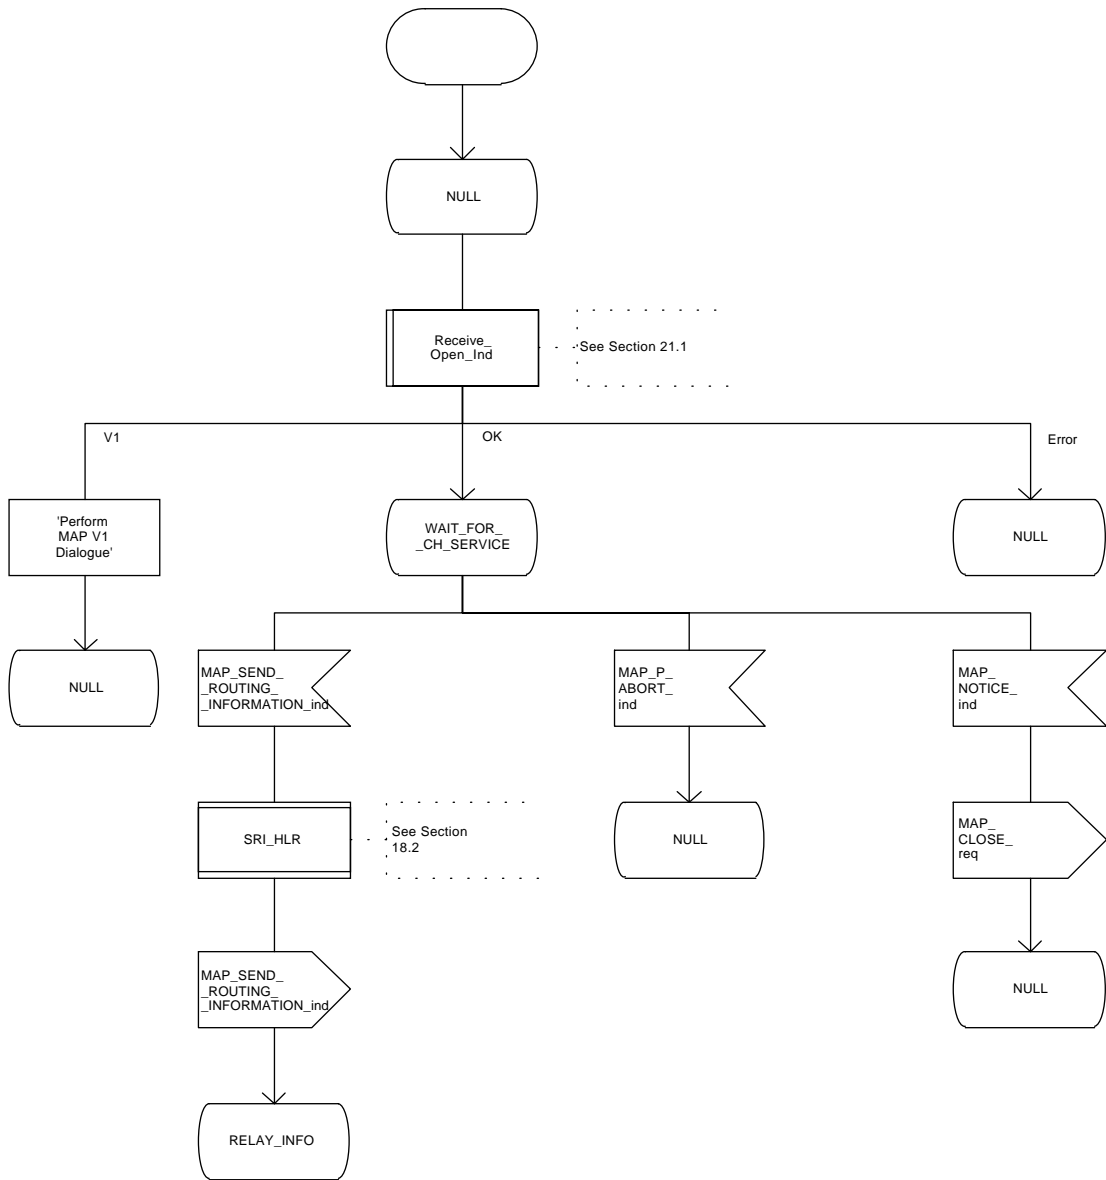 NULL
Receive_
Open_Ind
See Section 21.1
V1
OK
Error
'Perform
MAP V1
Dialogue'
WAIT_FOR_
_CH_SERVICE
NULL
NULL
MAP_SEND_
_ROUTING_
_INFORMATION_ind
MAP_P_
ABORT_
ind
MAP_
NOTICE_
ind
SRI_HLR
See Section
18.2
NULL
MAP_
CLOSE_
req
MAP_SEND_
_ROUTING_
_INFORMATION_ind
NULL
RELAY_INFO